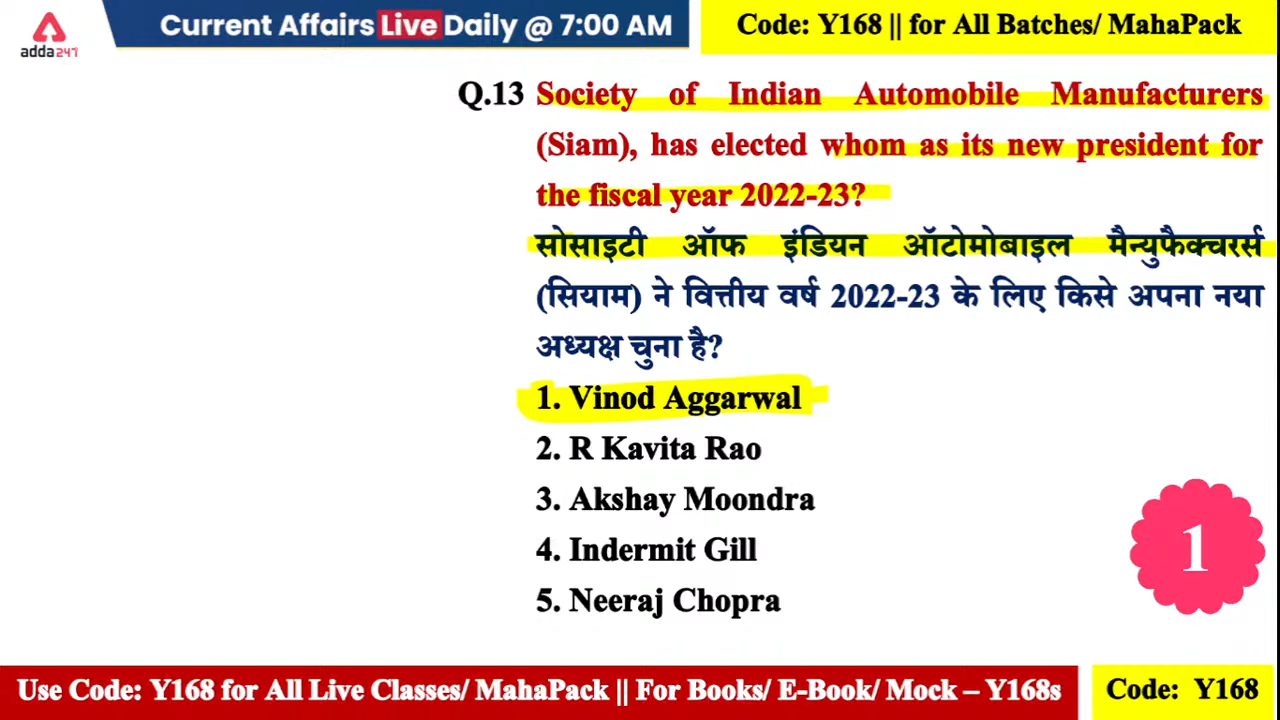 adda247
Current Affairs Live Daily @ 7:00 AM
Code: Y168 || for All Batches/ MahaPack
Q.13 Society of Indian Automobile Manufacturers
(Siam), has elected whom as its new president for
the fiscal year 2022-23?
सोसाइटी ऑफ इंडियन ऑटोमोबाइल मैन्युफैक्चरर्स
(सियाम) ने वित्तीय वर्ष 2022-23 के लिए किसे अपना नया
अध्यक्ष चुना है?
1. Vinod Aggarwal
2. R Kavita Rao
3. Akshay Moondra
4. Indermit Gill
5. Neeraj Chopra
1
Use Code: Y168 for All Live Classes/ MahaPack || For Books/ E-Book/ Mock – Y168s
Code: Y168